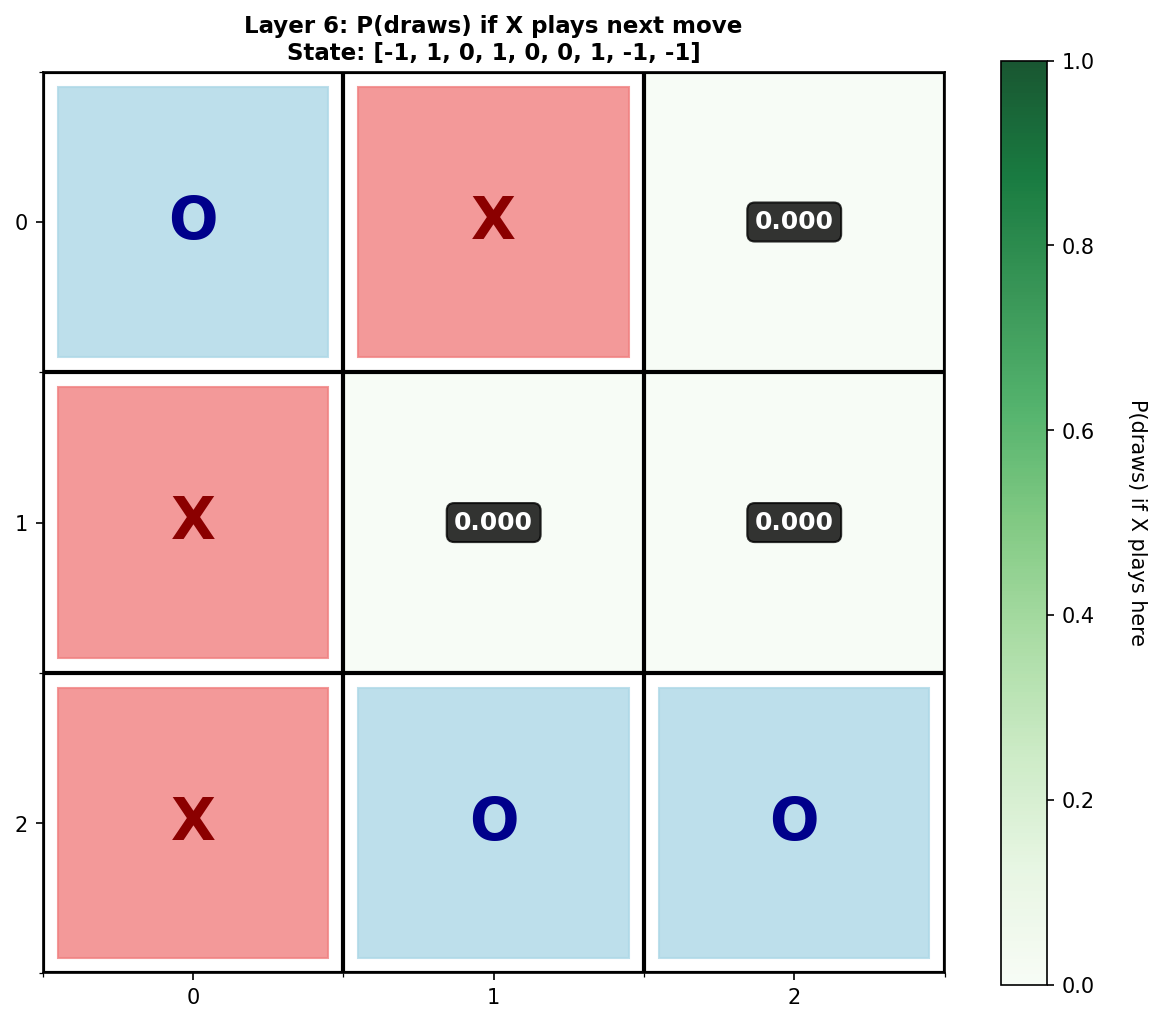 Layer 6: P(draws) if X plays next move
State: [-1, 1, 0, 1, 0, 0, 1, -1, -1]
O X 0.000
X 0.000 0.000
X O O
0
1
2
0 1 2
1.0
0.8
0.6
0.4
0.2
0.0
P(draws) if X plays here